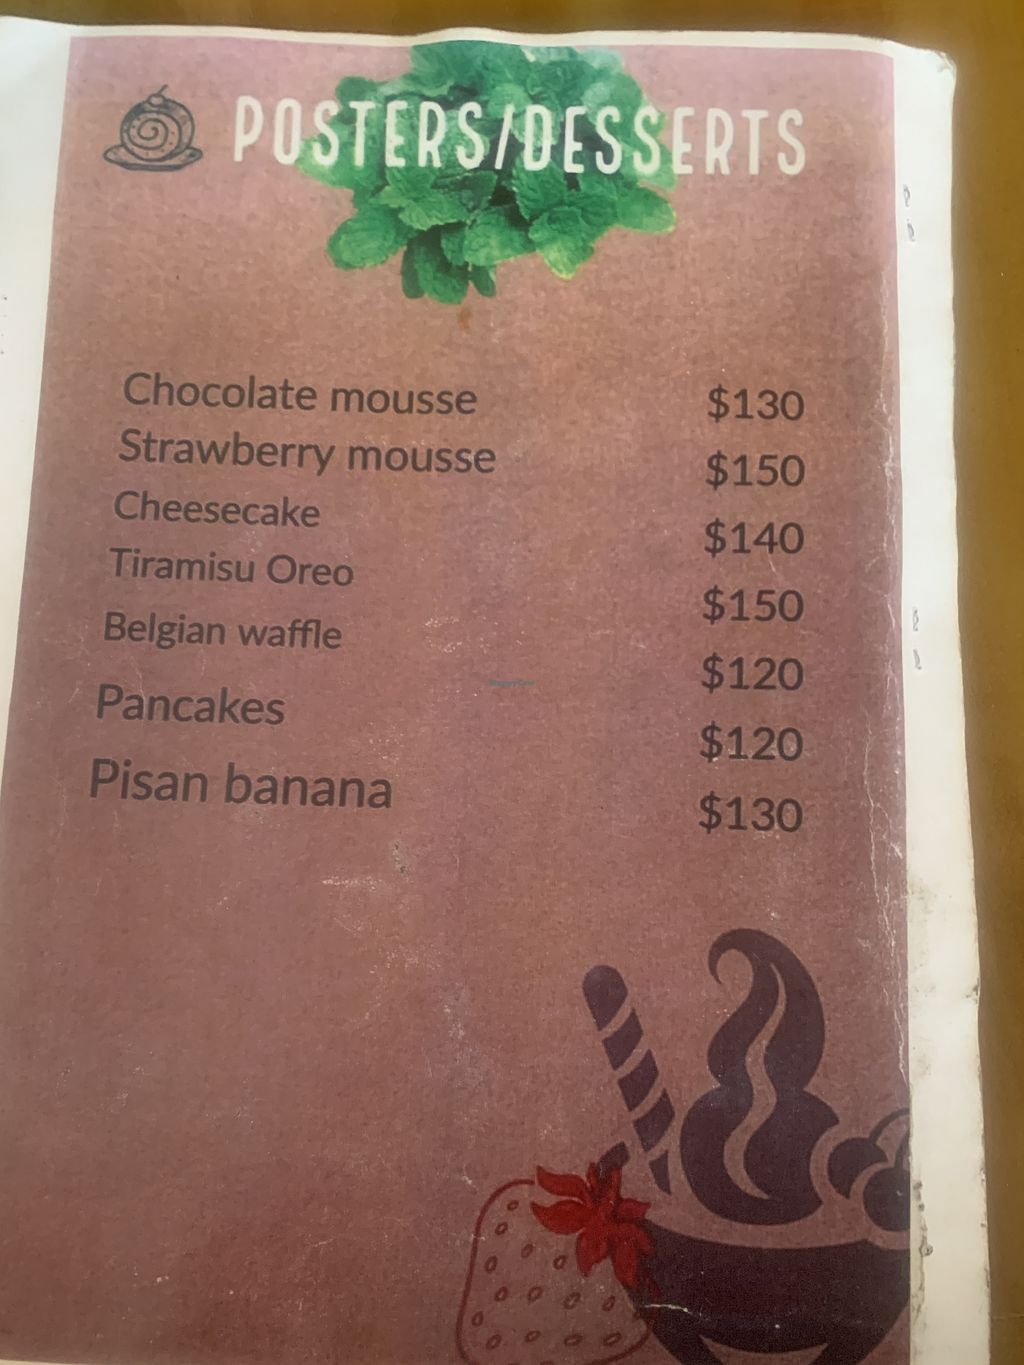 POSTERS/DESSERTS
Chocolate mousse $130
Strawberry mousse $150
Cheesecake $140
Tiramisu Oreo $150
Belgian waffle $120
Pancakes $120
Pisan banana $130
HappyCow